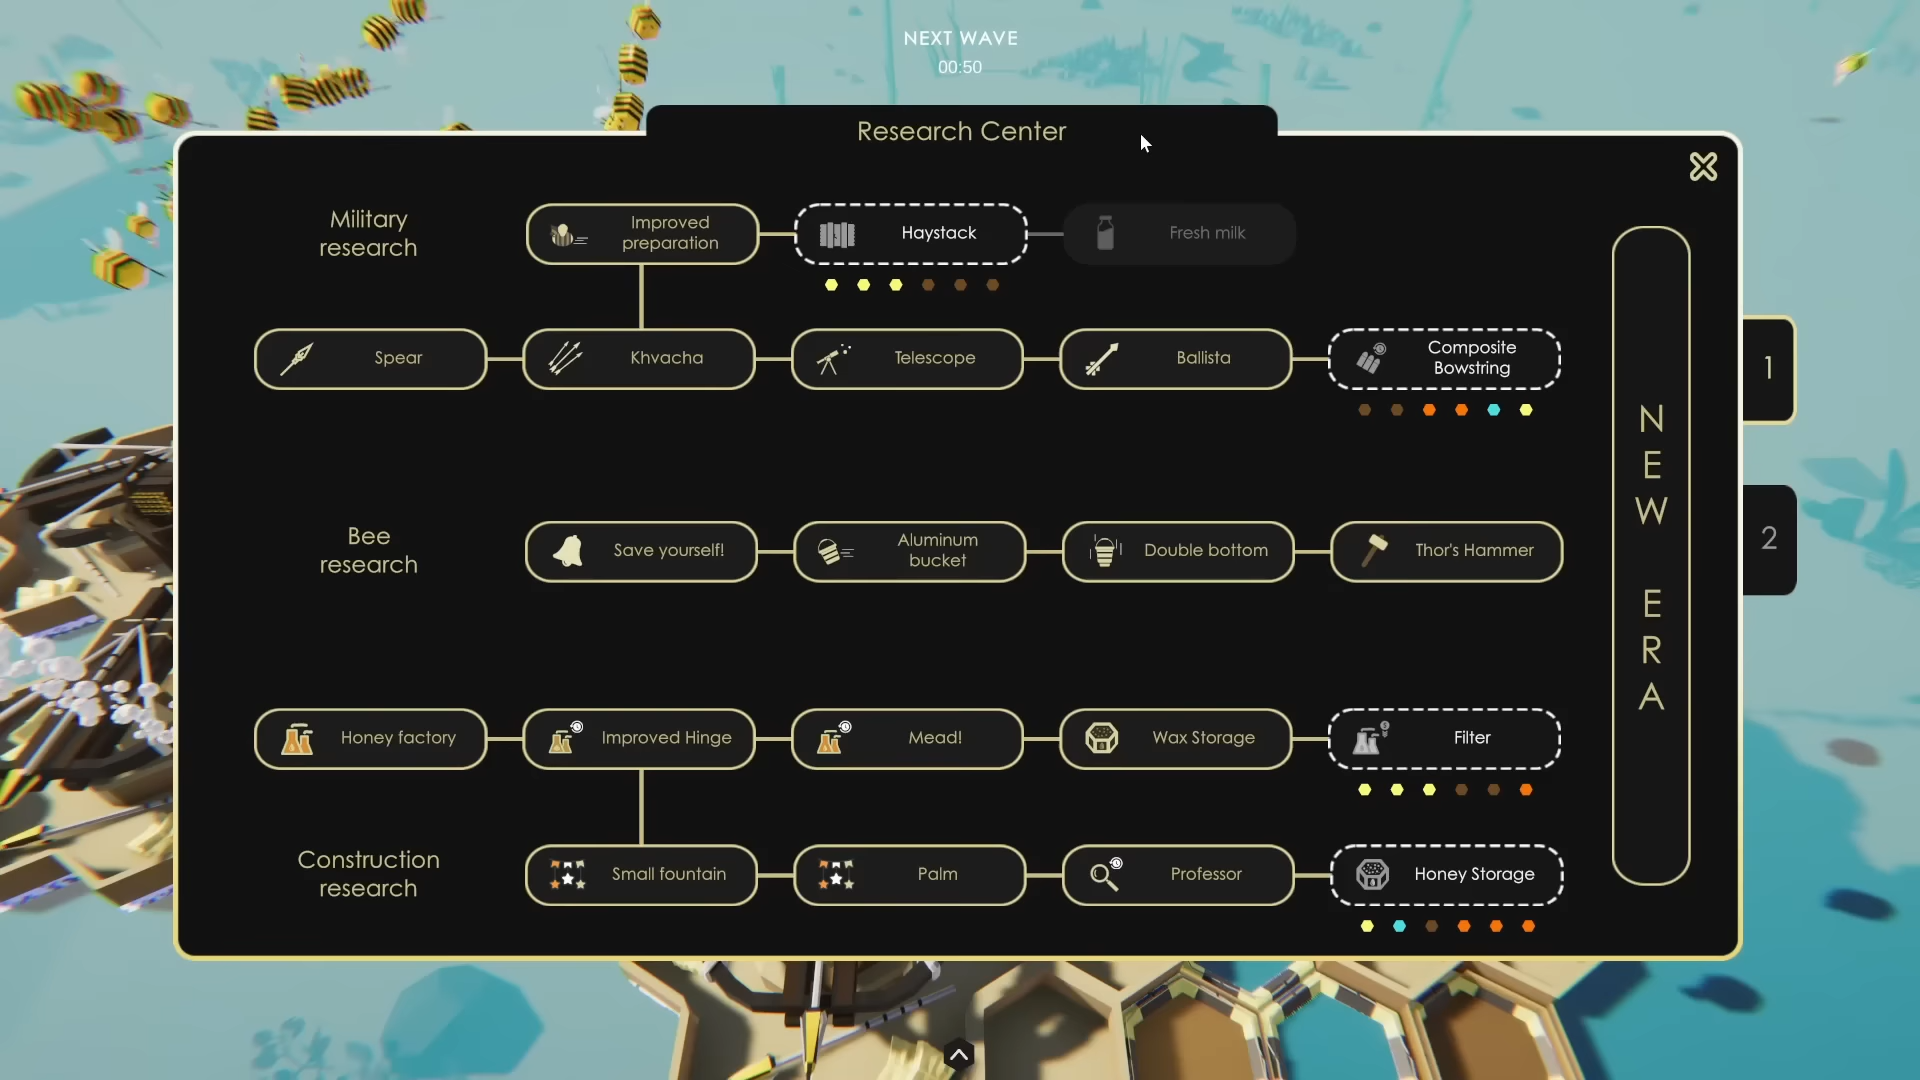 NEXT WAVE
00:50
Research Center
Military
research
Improved
preparation
Haystack
Fresh milk
Spear
Khvacha
Telescope
Ballista
Composite
Bowstring
1
2
Bee
research
Save yourself!
Aluminum
bucket
Double bottom
Thor's Hammer
Honey factory
Improved Hinge
Mead!
Wax Storage
Filter
Construction
research
Small fountain
Palm
Professor
Honey Storage
NEW ERA